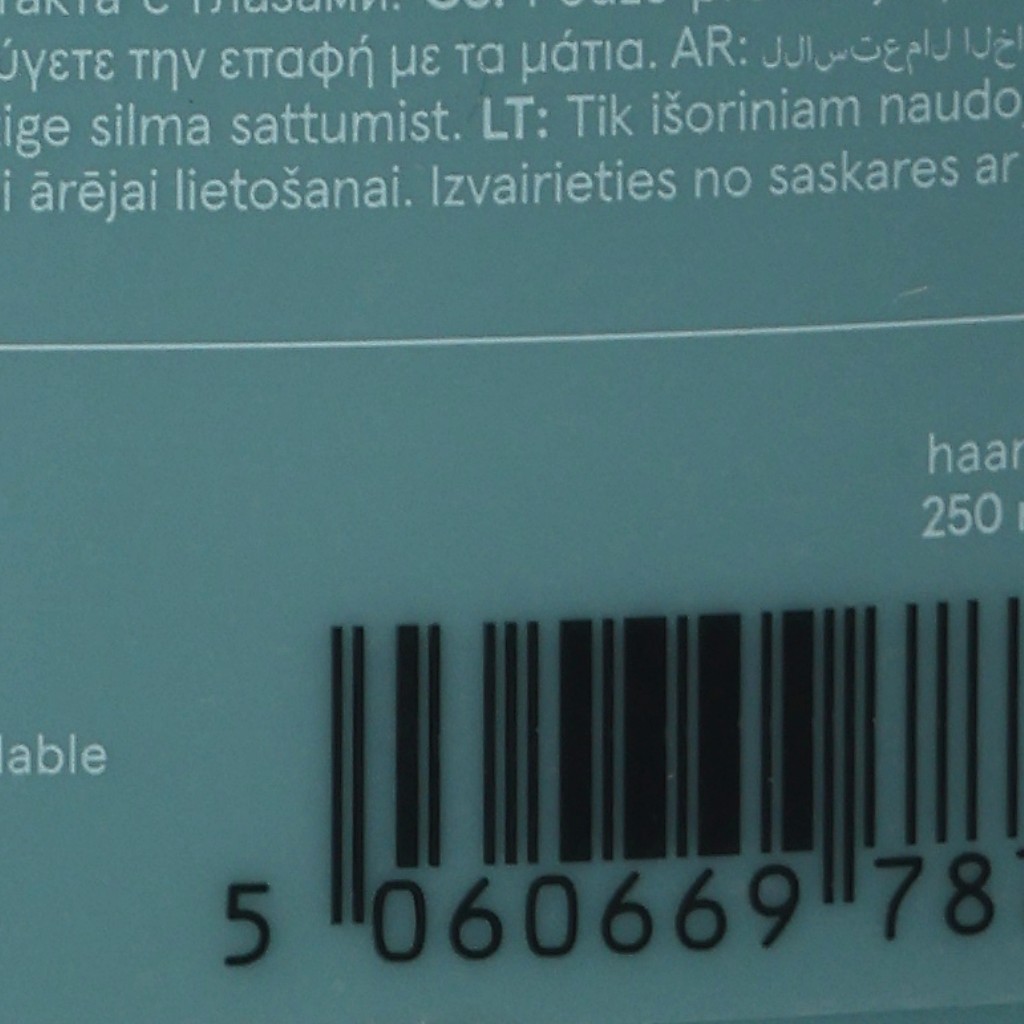 ύγετε την επαφή με τα μάτια. AR: للاستعمال
ige silma sattumist. LT: Tik išoriniam naudo
i ārējai lietošanai. Izvairieties no saskares ar
haar
250
lable
5 060669 78